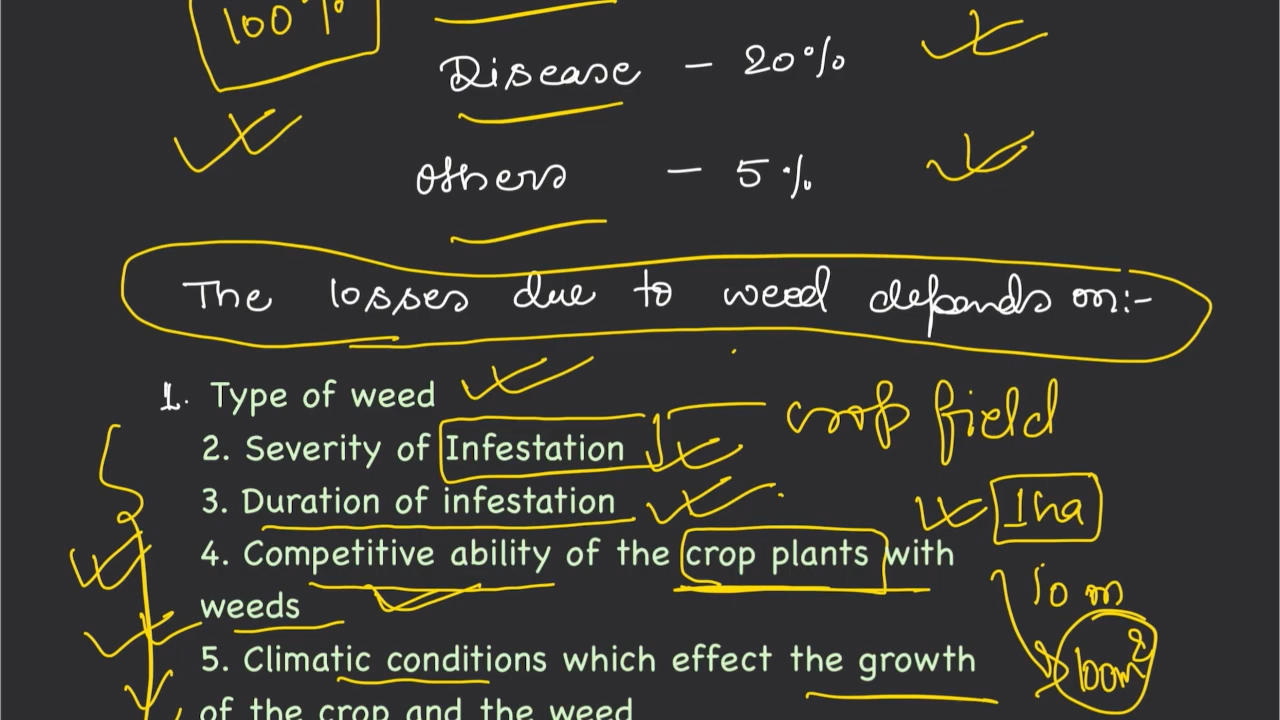 100%
Disease - 20%
Others - 5%
The losses due to weed depends on:-
1. Type of weed
crop field
2. Severity of Infestation
3. Duration of infestation
1ha
4. Competitive ability of the crop plants with
weeds
10 m
100m²
5. Climatic conditions which effect the growth
of the crop and the weed